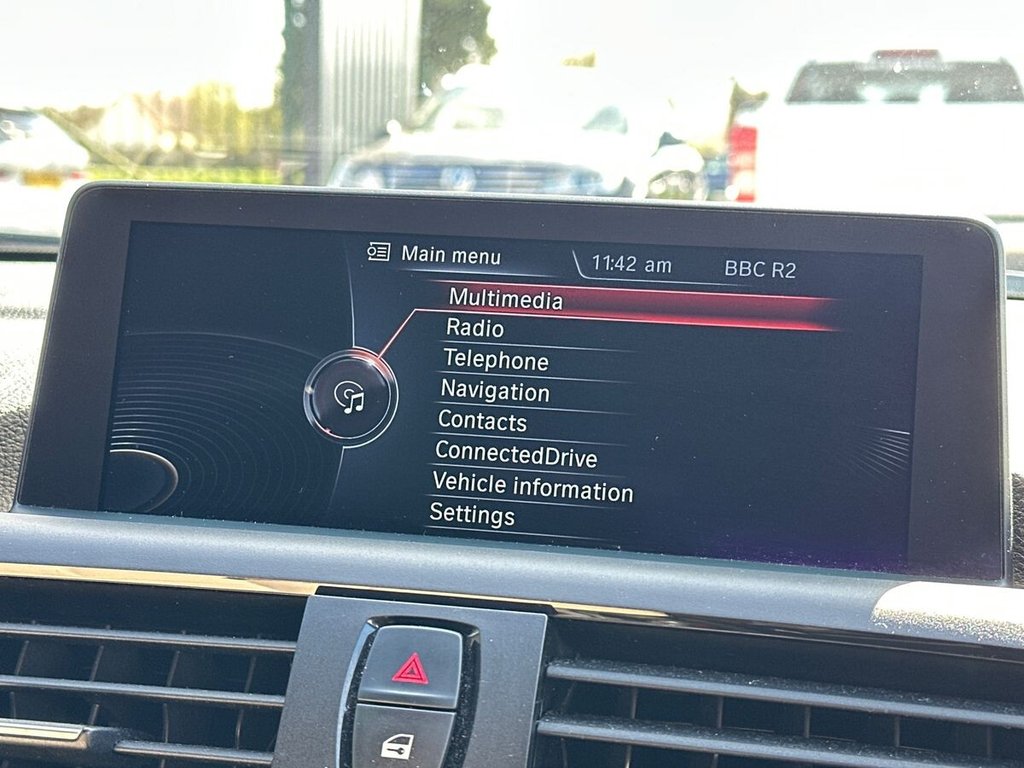 Main menu 11:42 am BBC R2
Multimedia
Radio
Telephone
Navigation
Contacts
ConnectedDrive
Vehicle information
Settings